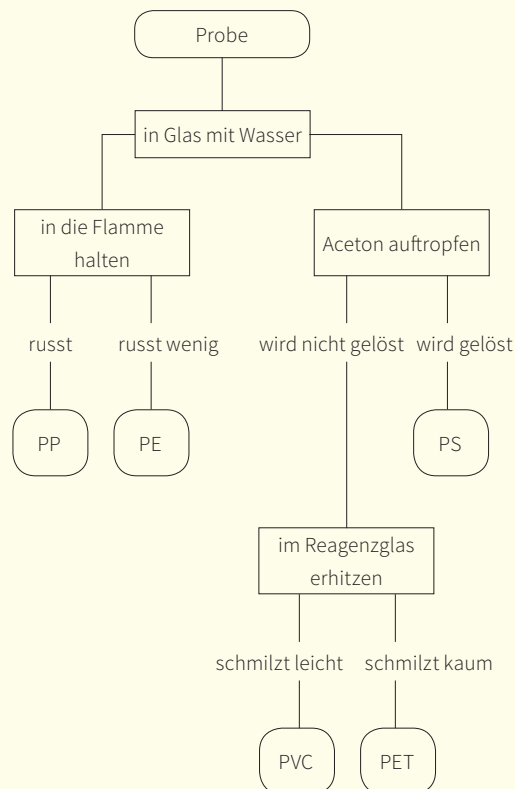 Probe
in Glas mit Wasser
in die Flamme
halten
Aceton auftropfen
russt
russt wenig
wird nicht gelöst
wird gelöst
PP
PE
PS
im Reagenzglas
erhitzen
schmilzt leicht
schmilzt kaum
PVC
PET